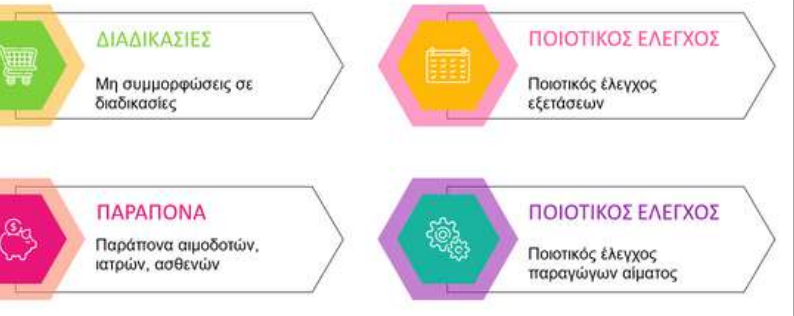 ΔΙΑΔΙΚΑΣΙΕΣ
Μη συμμορφώσεις σε
διαδικασίες
ΠΟΙΟΤΙΚΟΣ ΕΛΕΓΧΟΣ
Ποιοτικός έλεγχος
εξετάσεων
ΠΑΡΑΠΟΝΑ
Παράπονα αιμοδοτών,
ιατρών, ασθενών
ΠΟΙΟΤΙΚΟΣ ΕΛΕΓΧΟΣ
Ποιοτικός έλεγχος
παραγώγων αίματος